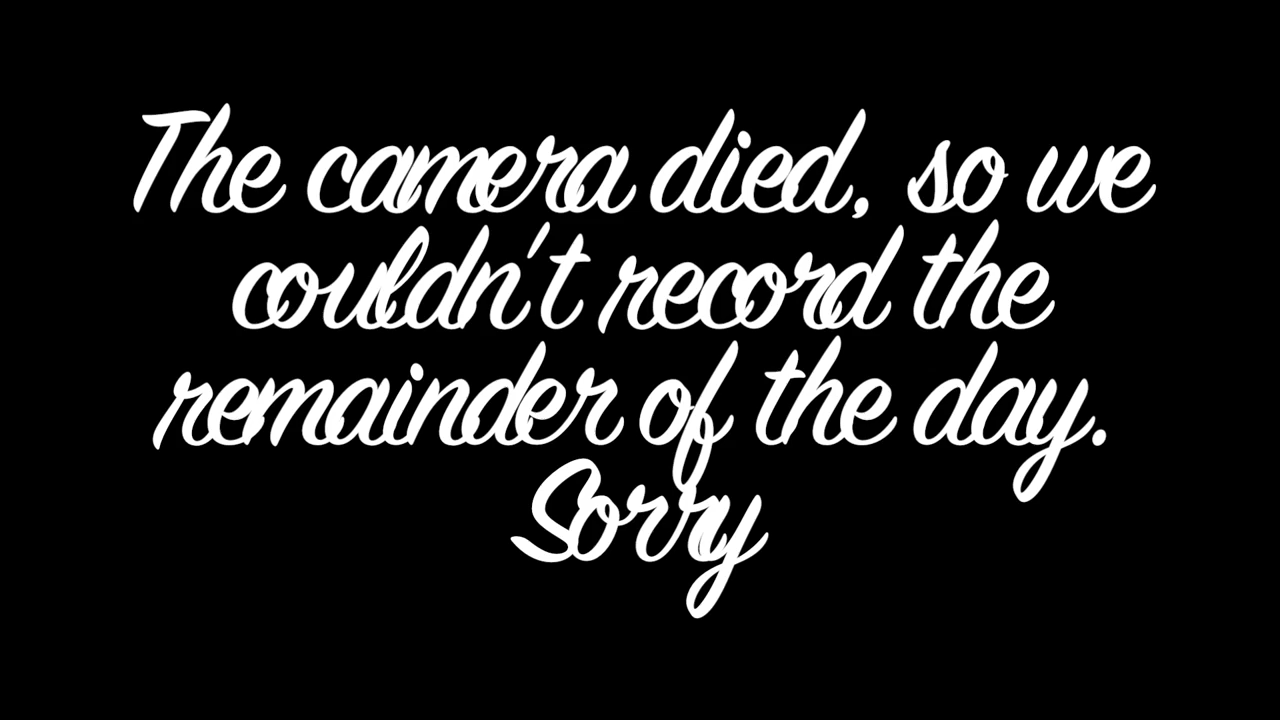 The camera died, so we
couldn't record the
remainder of the day.
Sorry